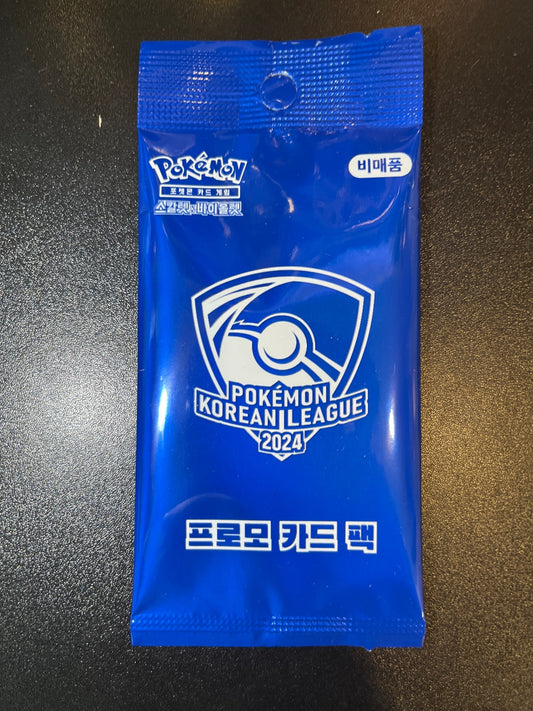 POKéMON
포켓몬 카드 게임
스칼렛&바이올렛
비매품
POKÉMON
KOREAN LEAGUE
2024
프로모 카드 팩